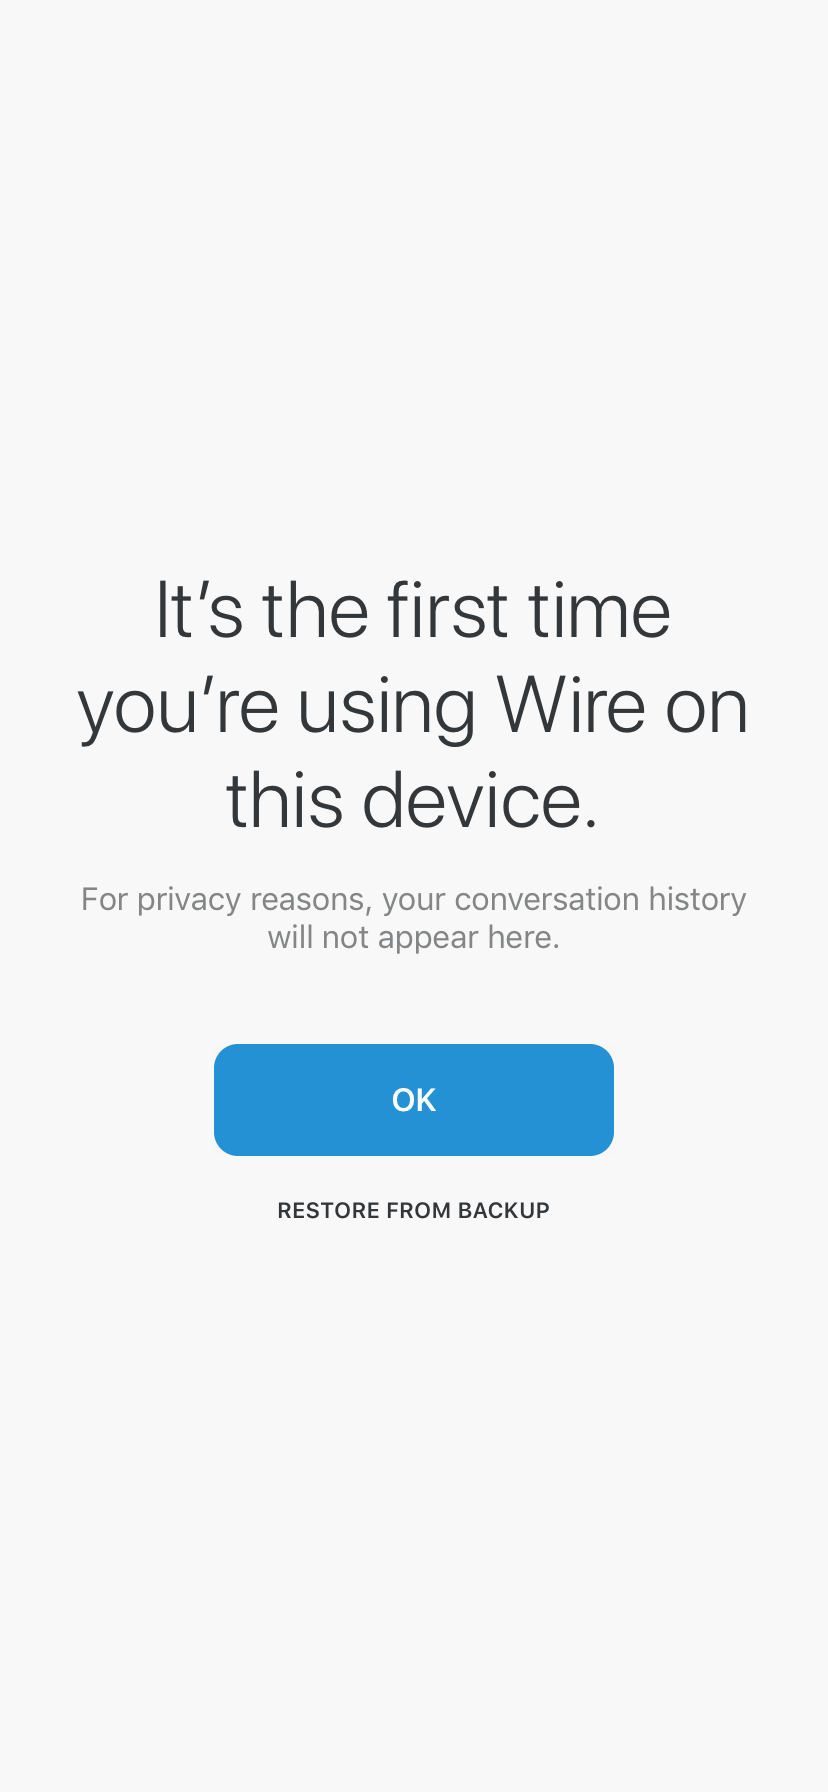 It’s the first time
you’re using Wire on
this device.
For privacy reasons, your conversation history
will not appear here.
OK
RESTORE FROM BACKUP